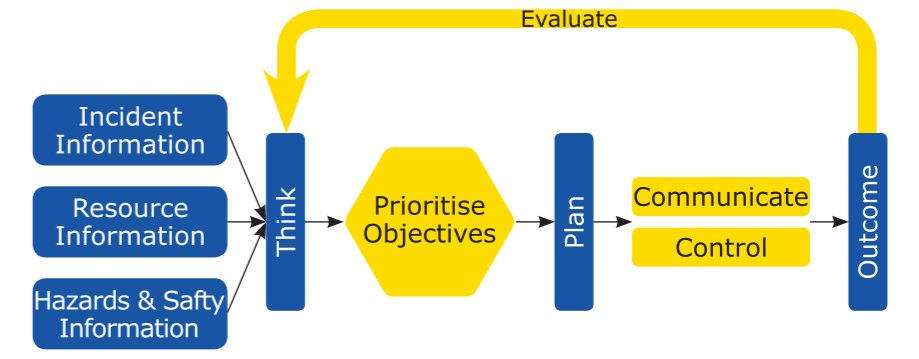 Evaluate
Incident
Information
Resource
Information
Hazards & Safty
Information
Think
Prioritise
Objectives
Plan
Communicate
Control
Outcome